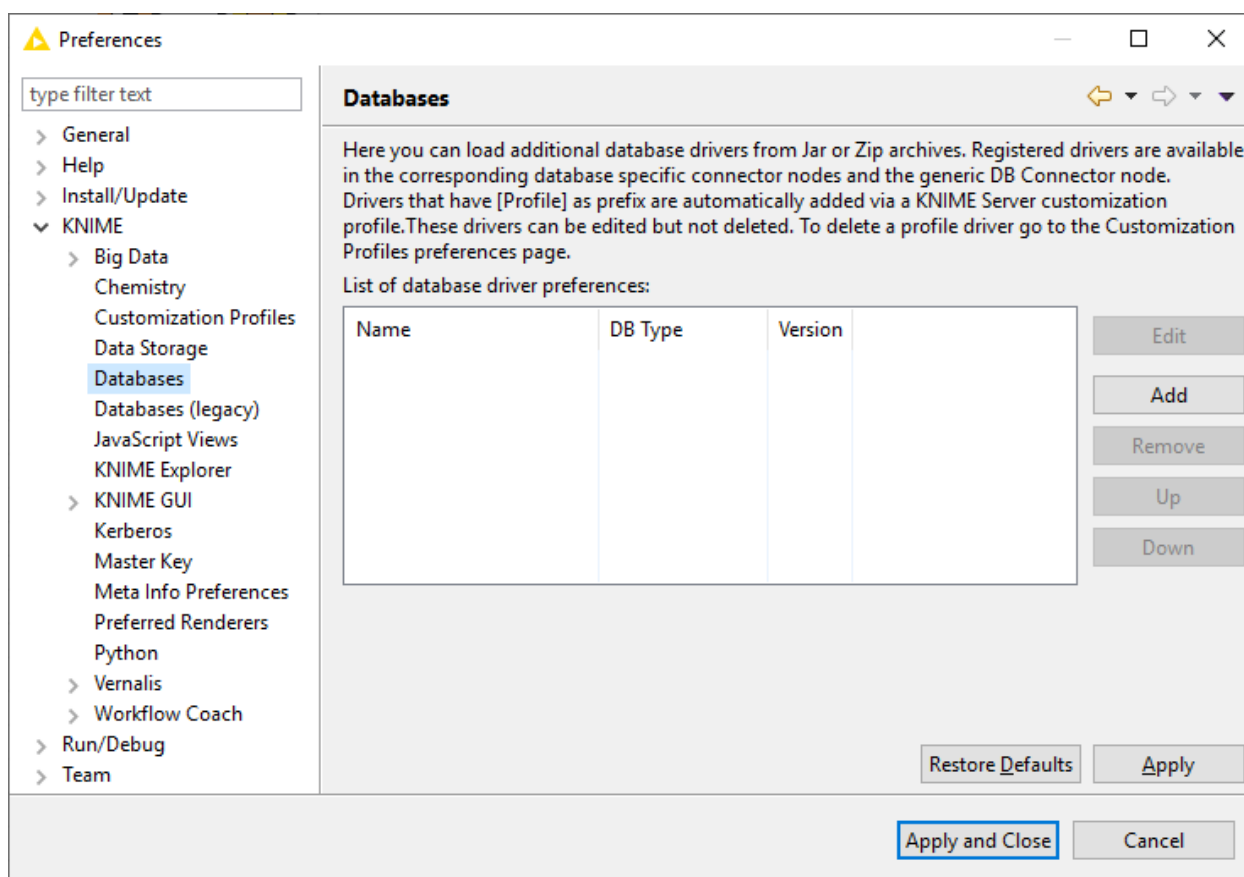 Preferences
type filter text
General
Help
Install/Update
KNIME
Big Data
Chemistry
Customization Profiles
Data Storage
Databases
Databases (legacy)
JavaScript Views
KNIME Explorer
KNIME GUI
Kerberos
Master Key
Meta Info Preferences
Preferred Renderers
Python
Vernalis
Workflow Coach
Run/Debug
Team
Databases
Here you can load additional database drivers from Jar or Zip archives. Registered drivers are available
in the corresponding database specific connector nodes and the generic DB Connector node.
Drivers that have [Profile] as prefix are automatically added via a KNIME Server customization
profile.These drivers can be edited but not deleted. To delete a profile driver go to the Customization
Profiles preferences page.
List of database driver preferences:
Name DB Type Version
Edit
Add
Remove
Up
Down
Restore Defaults Apply
Apply and Close Cancel